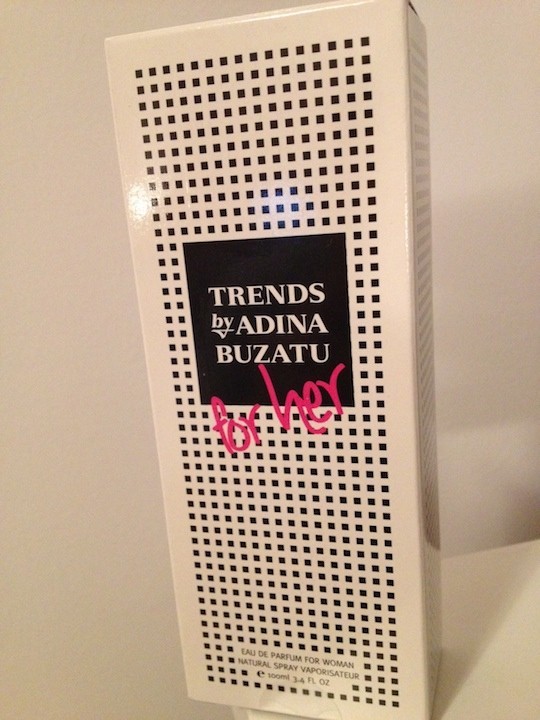 TRENDS
by ADINA
BUZATU
for her
EAU DE PARFUM FOR WOMAN
NATURAL SPRAY VAPORISATEUR
℮ 100ml 3.4 FL OZ